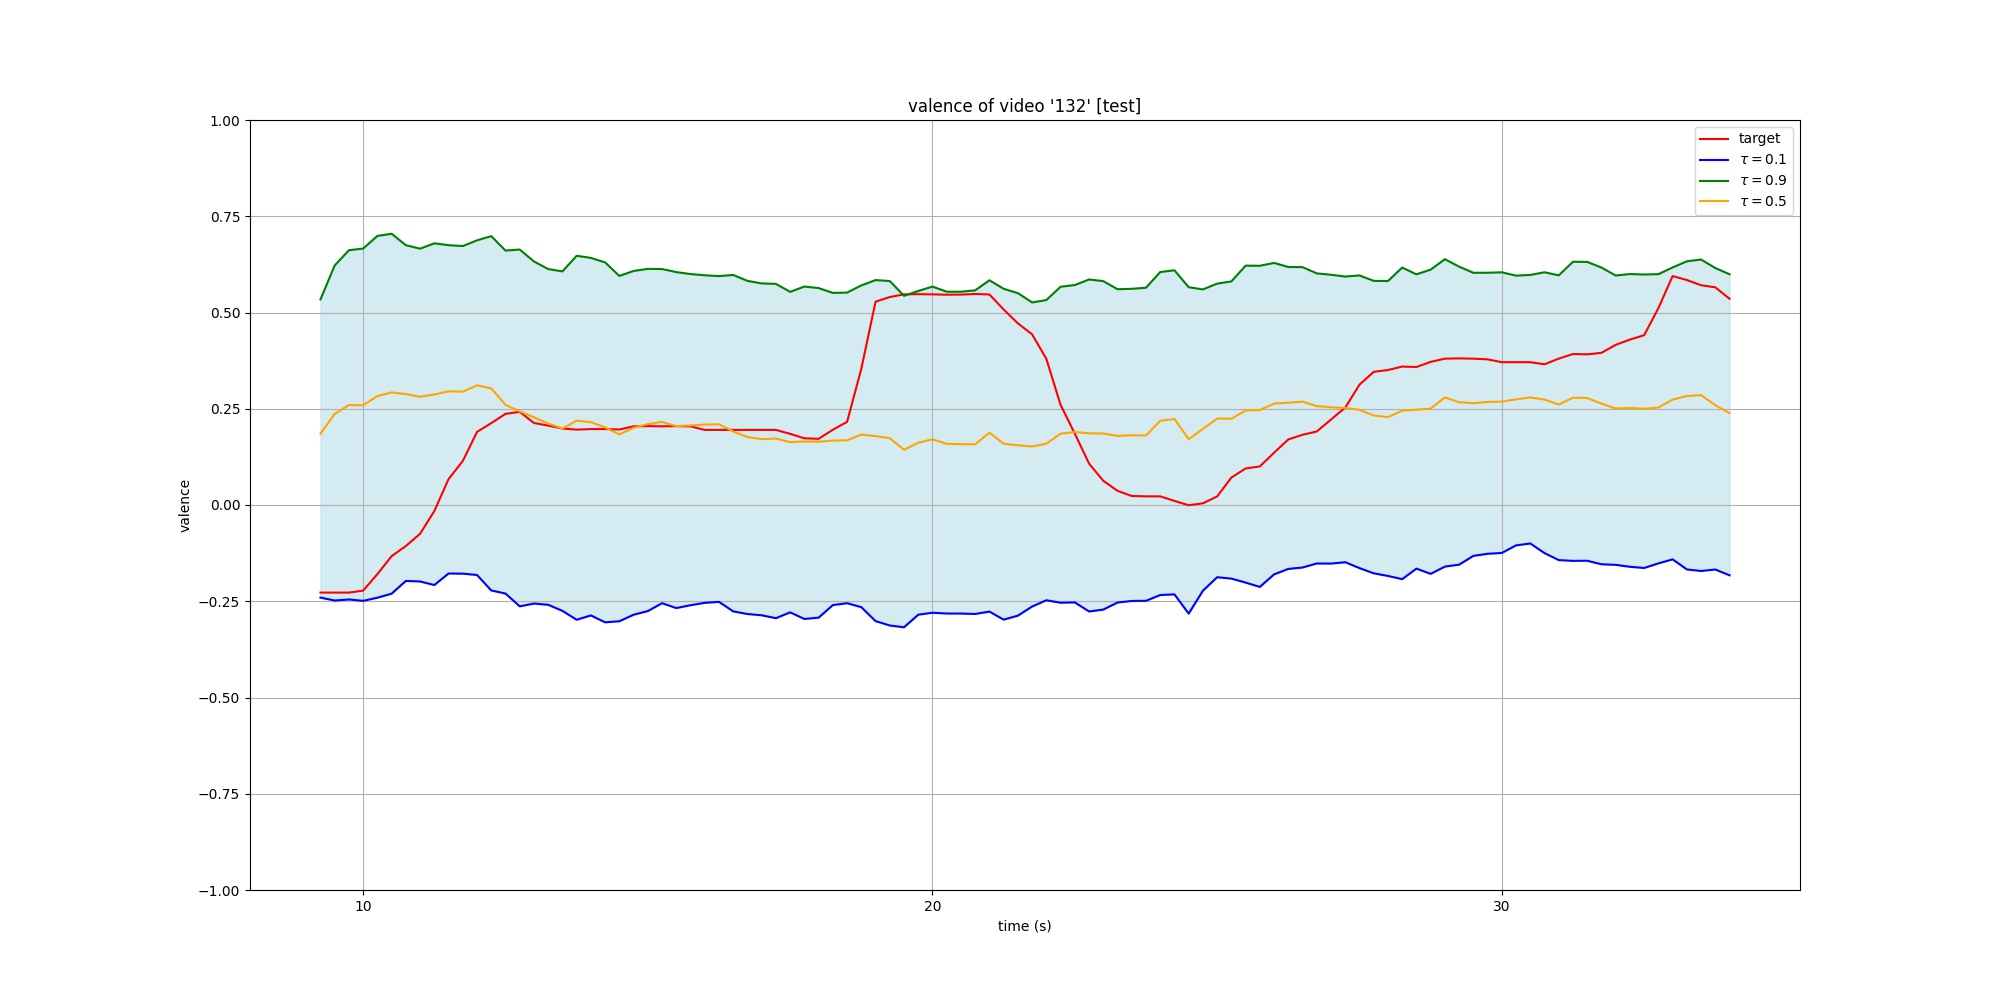 valence of video '132' [test]
target
τ = 0.1
τ = 0.9
τ = 0.5
1.00
0.75
0.50
0.25
0.00
−0.25
−0.50
−0.75
−1.00
valence
10 20 30
time (s)